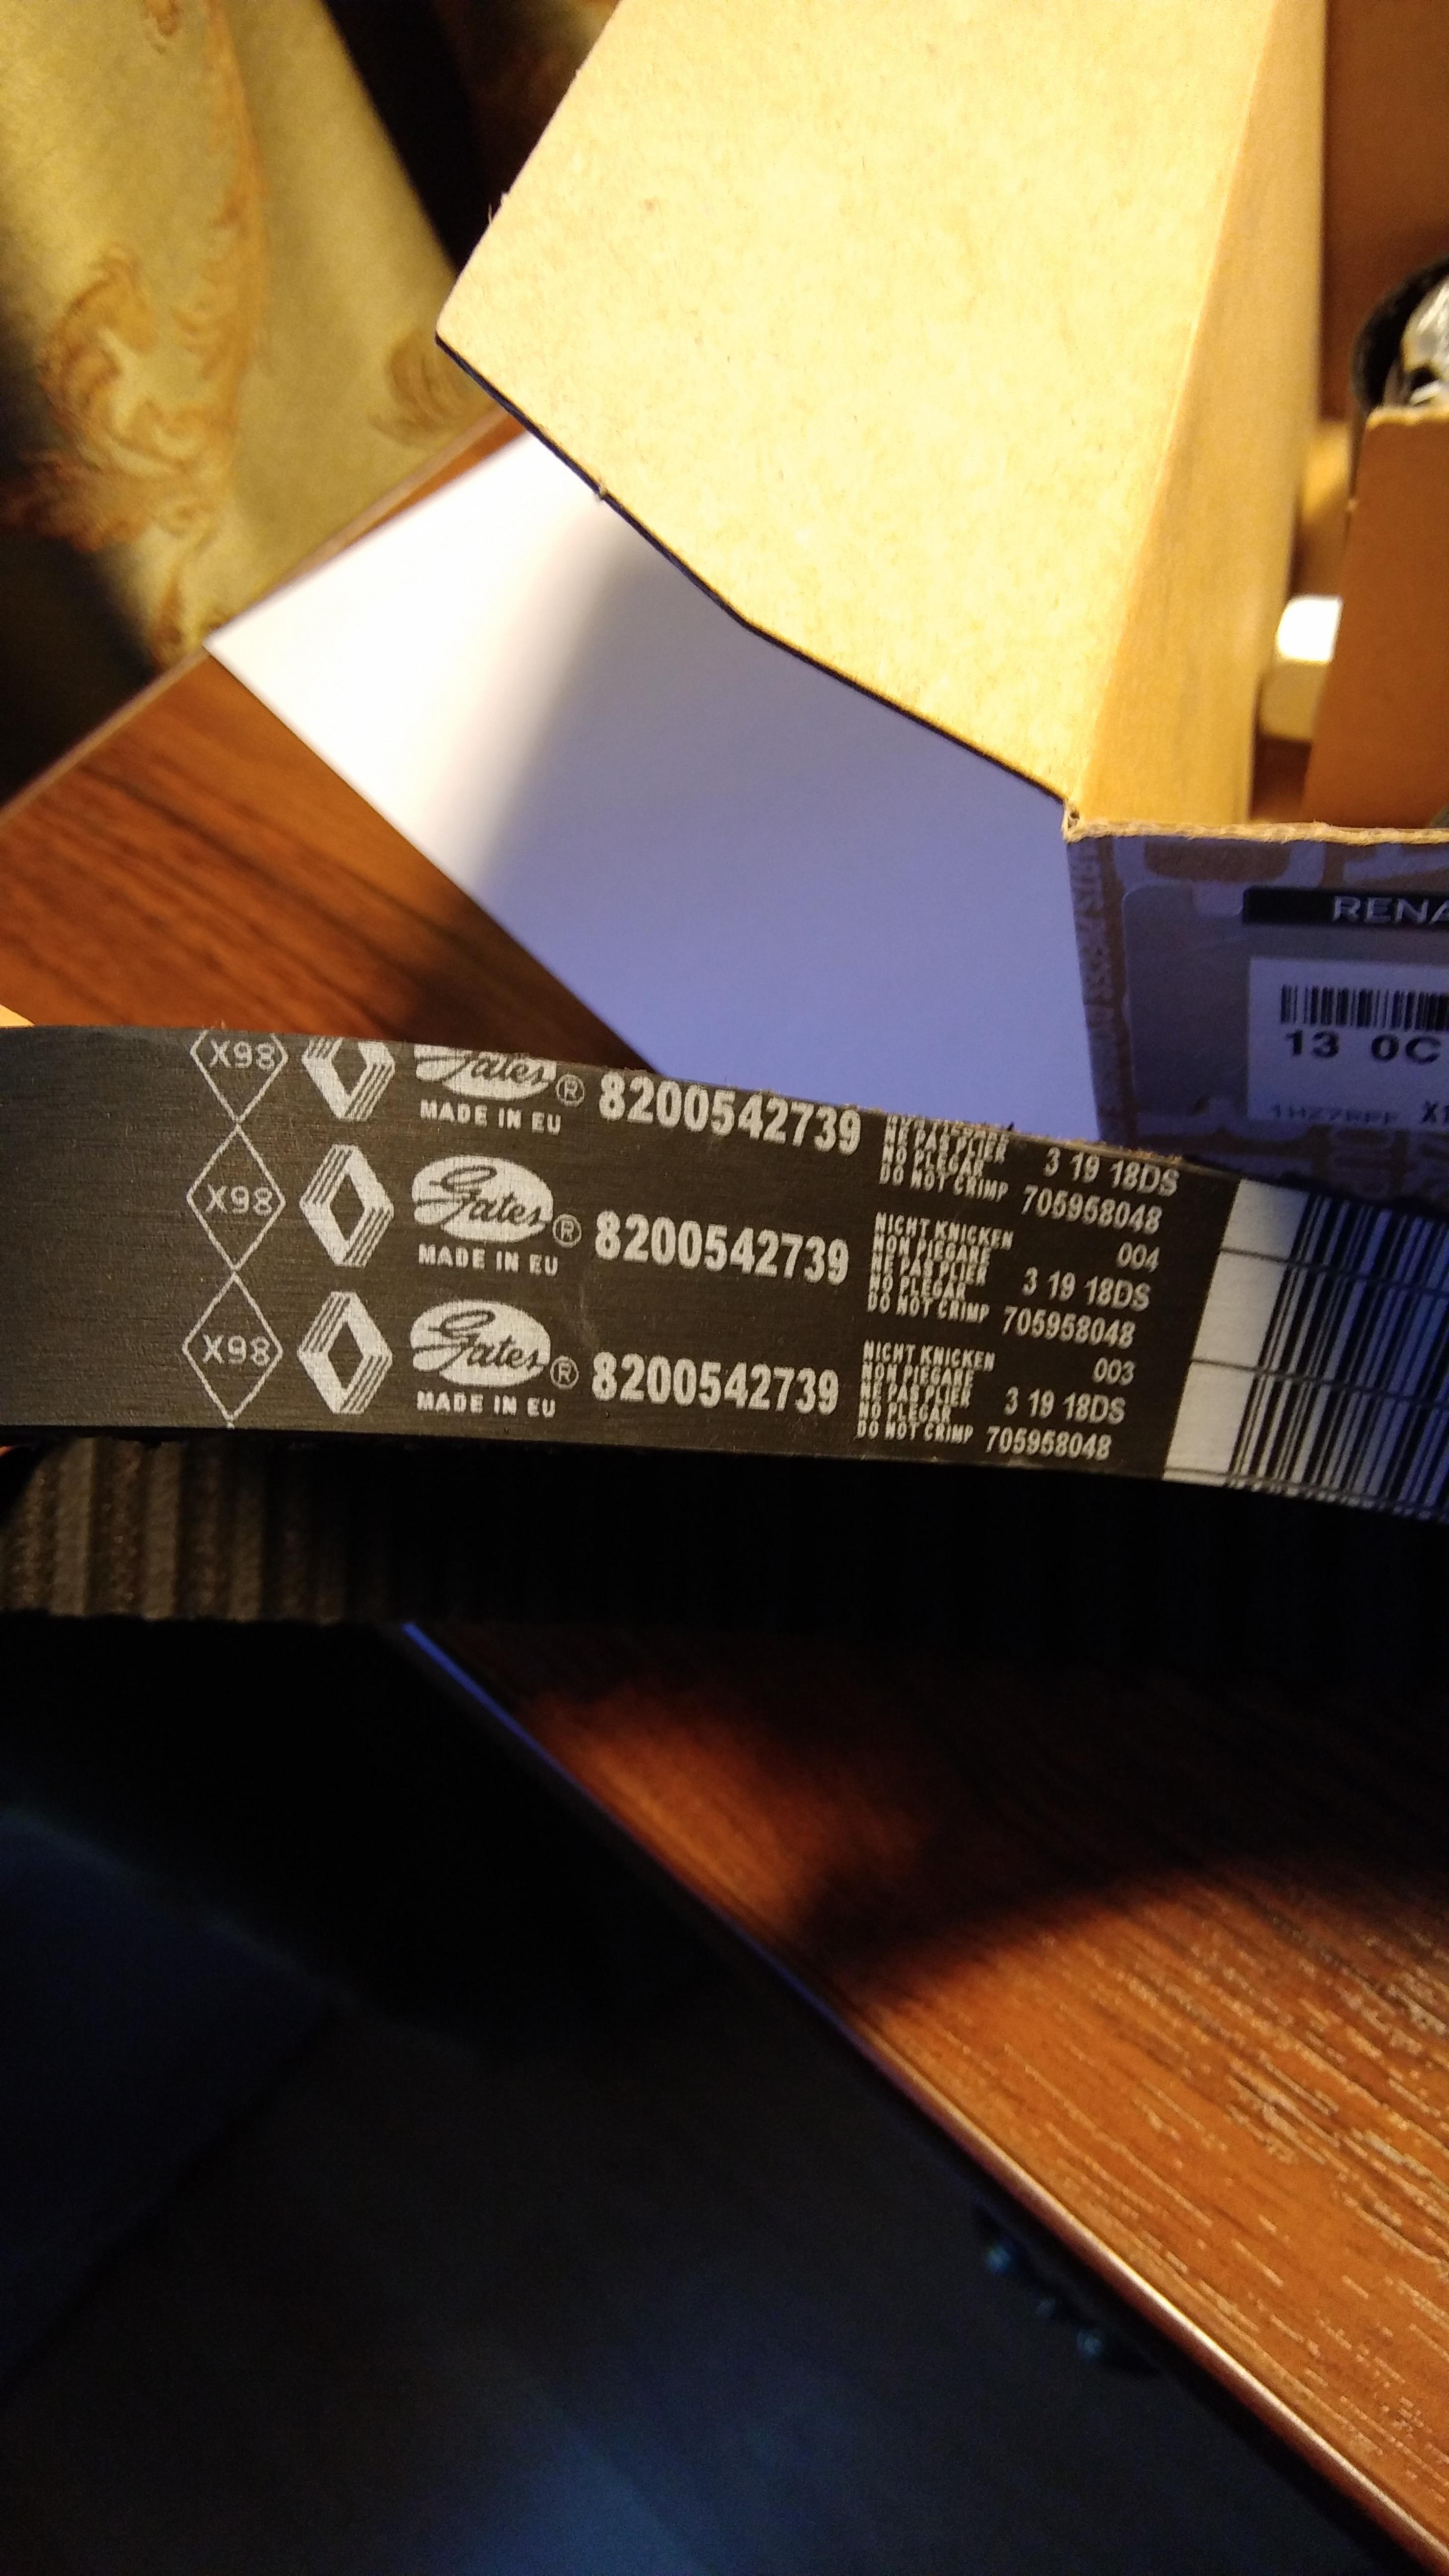 RENA
13 0C
X98
Gates®
MADE IN EU
8200542739
NE PAS PLIER
NO PLEGAR
DO NOT CRIMP
3 19 18DS
705958048
X98
Gates®
MADE IN EU
8200542739
NICHT KNICKEN
NON PIEGARE
NE PAS PLIER
NO PLEGAR
DO NOT CRIMP
004
3 19 18DS
705958048
X98
Gates®
MADE IN EU
8200542739
NICHT KNICKEN
NON PIEGARE
NE PAS PLIER
NO PLEGAR
DO NOT CRIMP
003
3 19 18DS
705958048